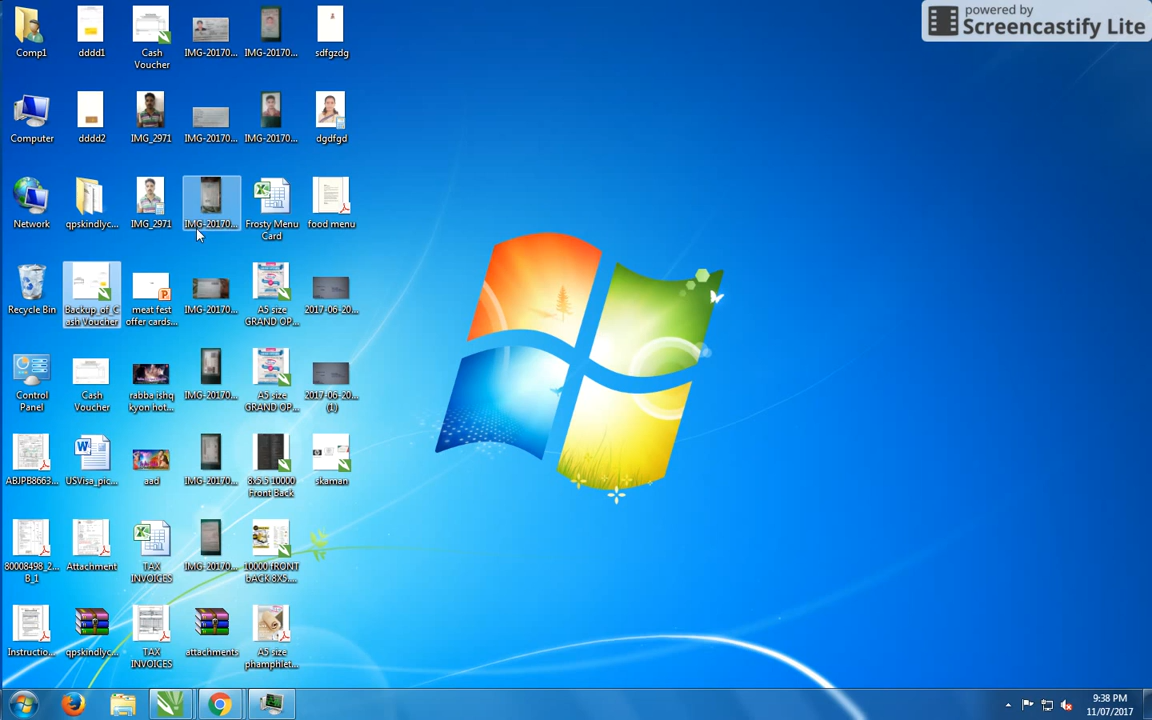 powered by
Screencastify Lite
Comp1
dddd1
Cash
Voucher
IMG-20170...
IMG-20170...
sdfgzdg
Computer
dddd2
IMG_2971
IMG-20170...
IMG-20170...
dgdfgd
Network
qpskindlyc...
IMG_2971
IMG-20170...
Frosty Menu
Card
food menu
Recycle Bin
Backup_of_C
ash Voucher
meat fest
offer cards...
IMG-20170...
A5 size
GRAND OP...
2017-06-20...
Control
Panel
Cash
Voucher
rabba ishq
kyon hot...
IMG-20170...
A5 size
GRAND OP...
2017-06-20...
(1)
ABJPB8663...
USVisa_pic...
aad
IMG-20170...
8x5.5 10000
Front Back
skaman
80008498_2...
B_1
Attachment
TAX
INVOICES
IMG-20170...
10000 fRONT
bACK 8X5....
Instructio...
qpskindlyc...
TAX
INVOICES
attachments
A5 size
phamphlet...
9:38 PM
11/07/2017